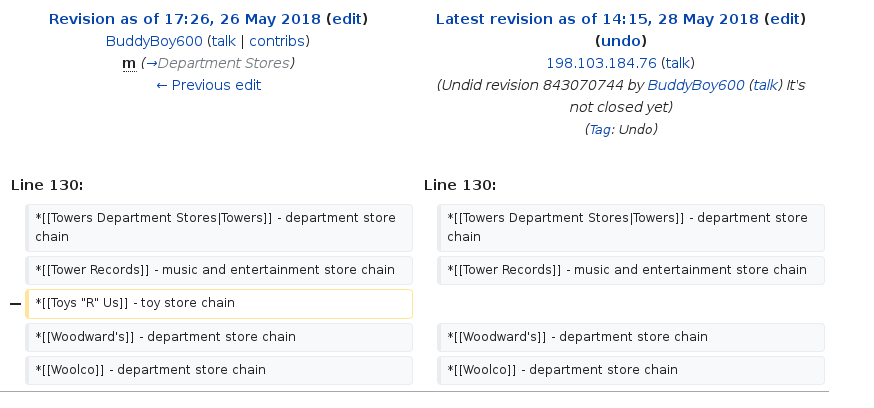 Revision as of 17:26, 26 May 2018 (edit)
BuddyBoy600 (talk | contribs)
m (→Department Stores)
← Previous edit
Latest revision as of 14:15, 28 May 2018 (edit)
(undo)
198.103.184.76 (talk)
(Undid revision 843070744 by BuddyBoy600 (talk) It's
not closed yet)
(Tag: Undo)
Line 130:
Line 130:
*[[Towers Department Stores|Towers]] - department store
chain
*[[Towers Department Stores|Towers]] - department store
chain
*[[Tower Records]] - music and entertainment store chain
*[[Tower Records]] - music and entertainment store chain
− *[[Toys "R" Us]] - toy store chain
*[[Woodward's]] - department store chain
*[[Woodward's]] - department store chain
*[[Woolco]] - department store chain
*[[Woolco]] - department store chain